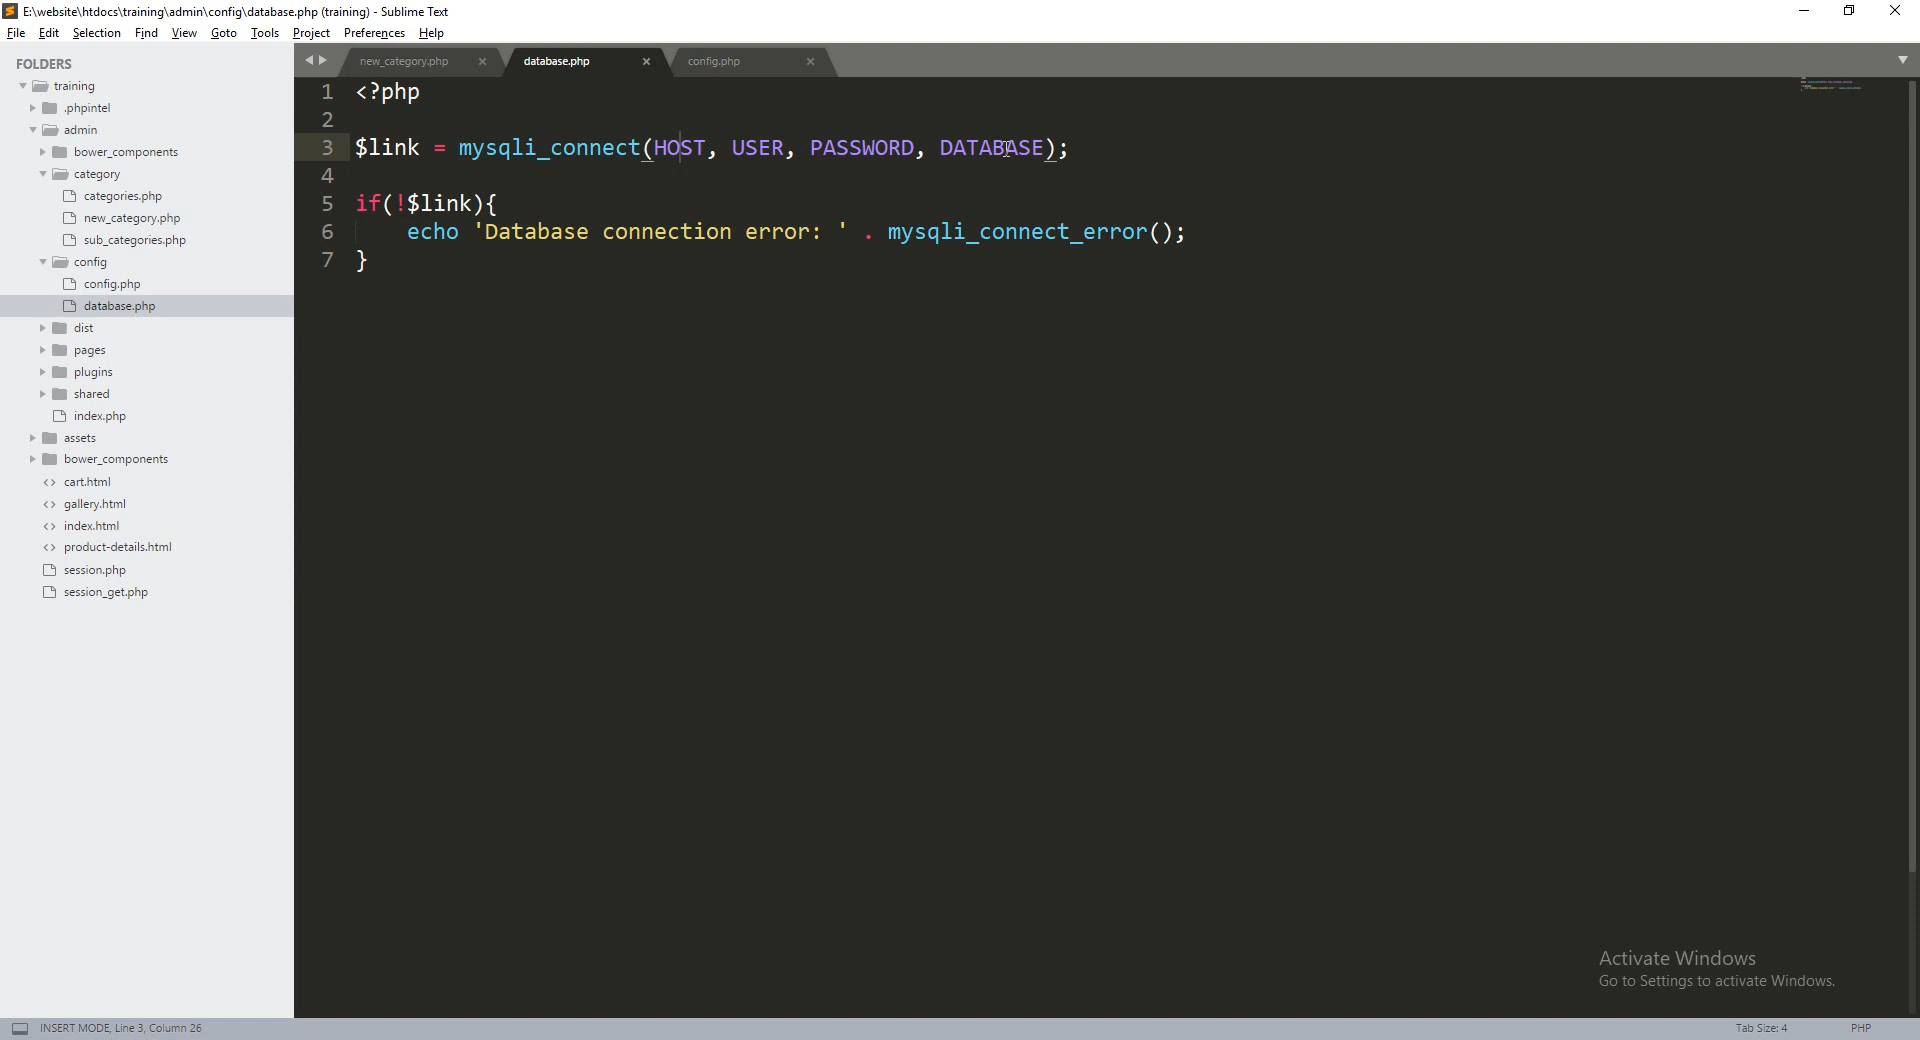 E:\website\htdocs\training\admin\config\database.php (training) - Sublime Text
File Edit Selection Find View Goto Tools Project Preferences Help
FOLDERS
training
.phpintel
admin
bower_components
category
categories.php
new_category.php
sub_categories.php
config
config.php
database.php
dist
pages
plugins
shared
index.php
assets
bower_components
cart.html
gallery.html
index.html
product-details.html
session.php
session_get.php
new_category.php database.php config.php
1 <?php
2
3 $link = mysqli_connect(HOST, USER, PASSWORD, DATABASE);
4
5 if(!$link){
6 echo 'Database connection error: ' . mysqli_connect_error();
7 }
Activate Windows
Go to Settings to activate Windows.
INSERT MODE, Line 3, Column 26 Tab Size: 4 PHP